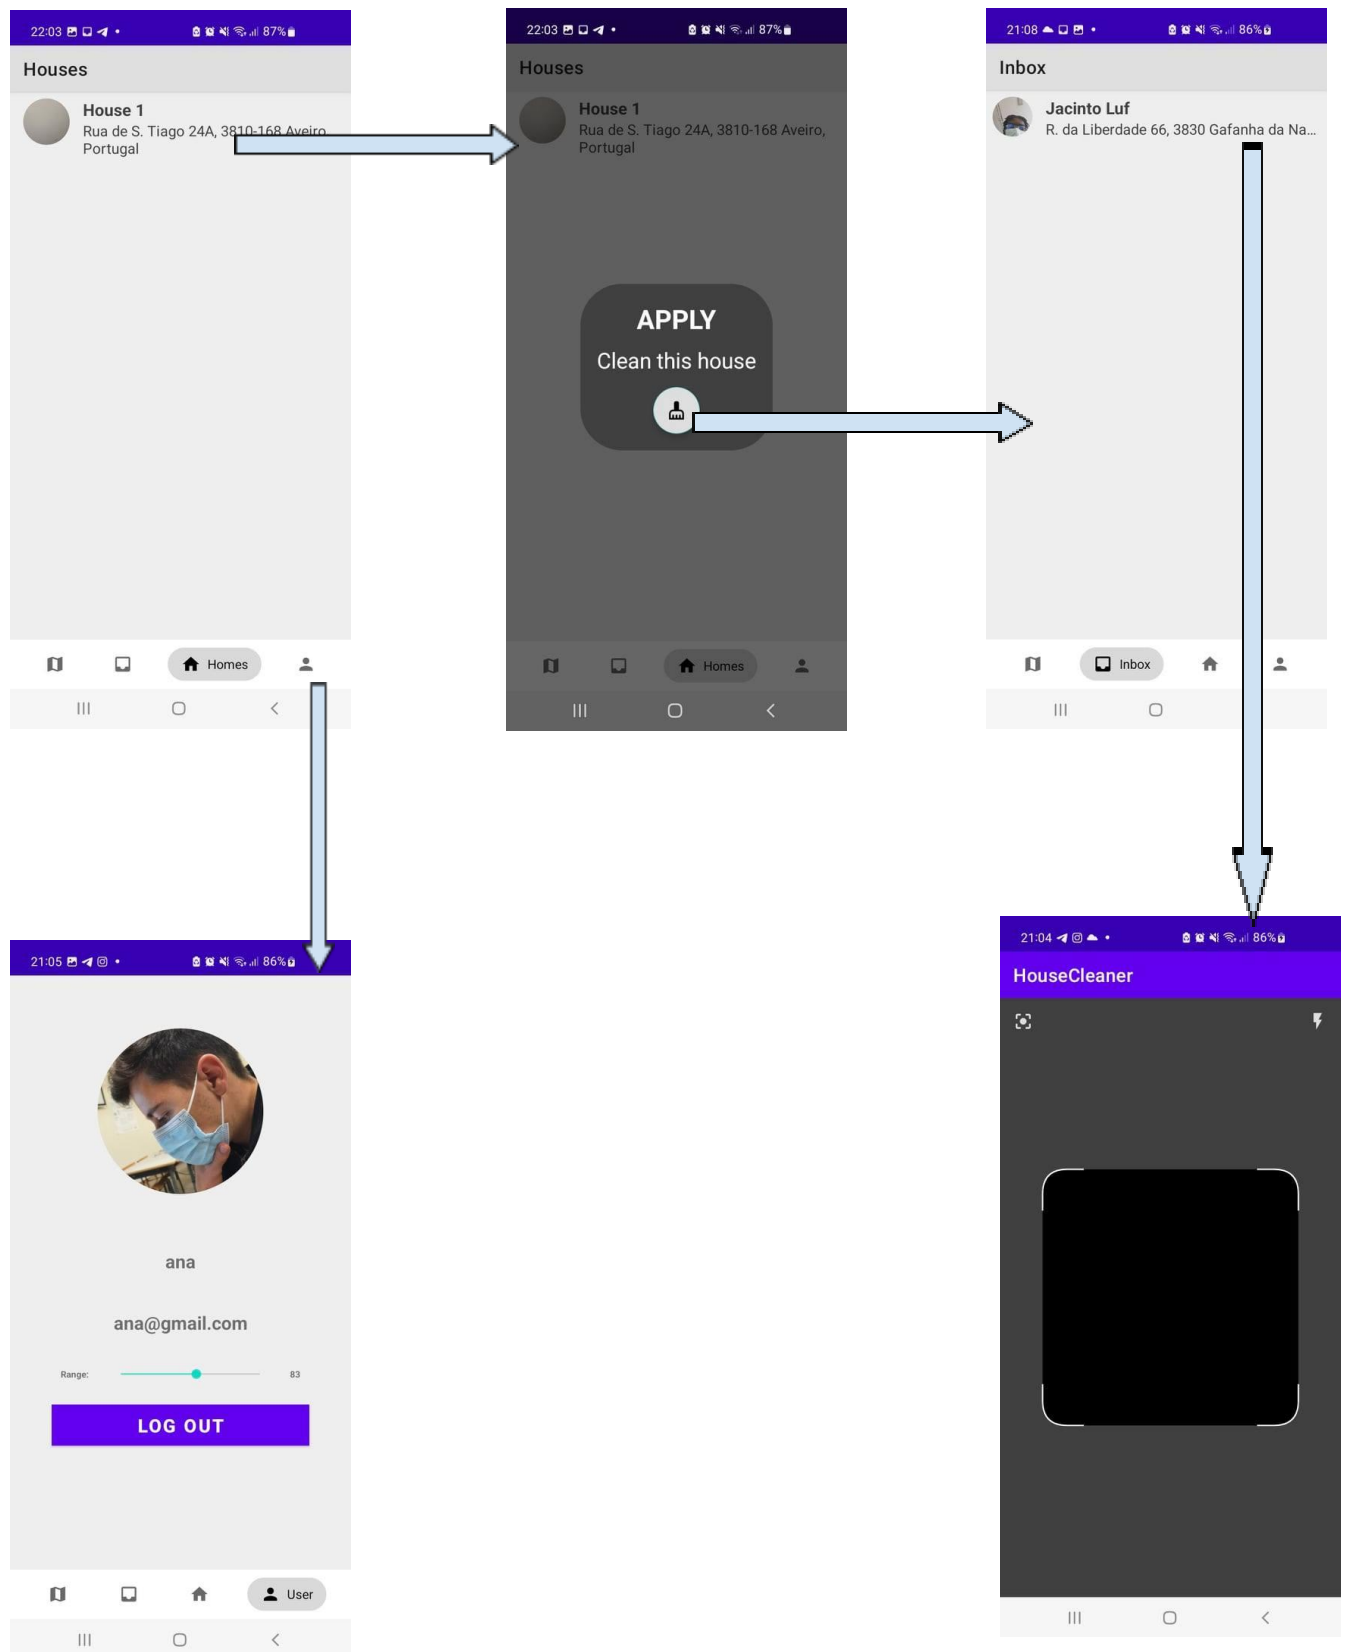 22:03
87%
Houses
House 1
Rua de S. Tiago 24A, 3810-168 Aveiro,
Portugal
Homes
22:03
87%
Houses
House 1
Rua de S. Tiago 24A, 3810-168 Aveiro,
Portugal
APPLY
Clean this house
Homes
21:08
86%
Inbox
Jacinto Luf
R. da Liberdade 66, 3830 Gafanha da Na...
Inbox
21:05
86%
ana
ana@gmail.com
Range:
83
LOG OUT
User
21:04
86%
HouseCleaner